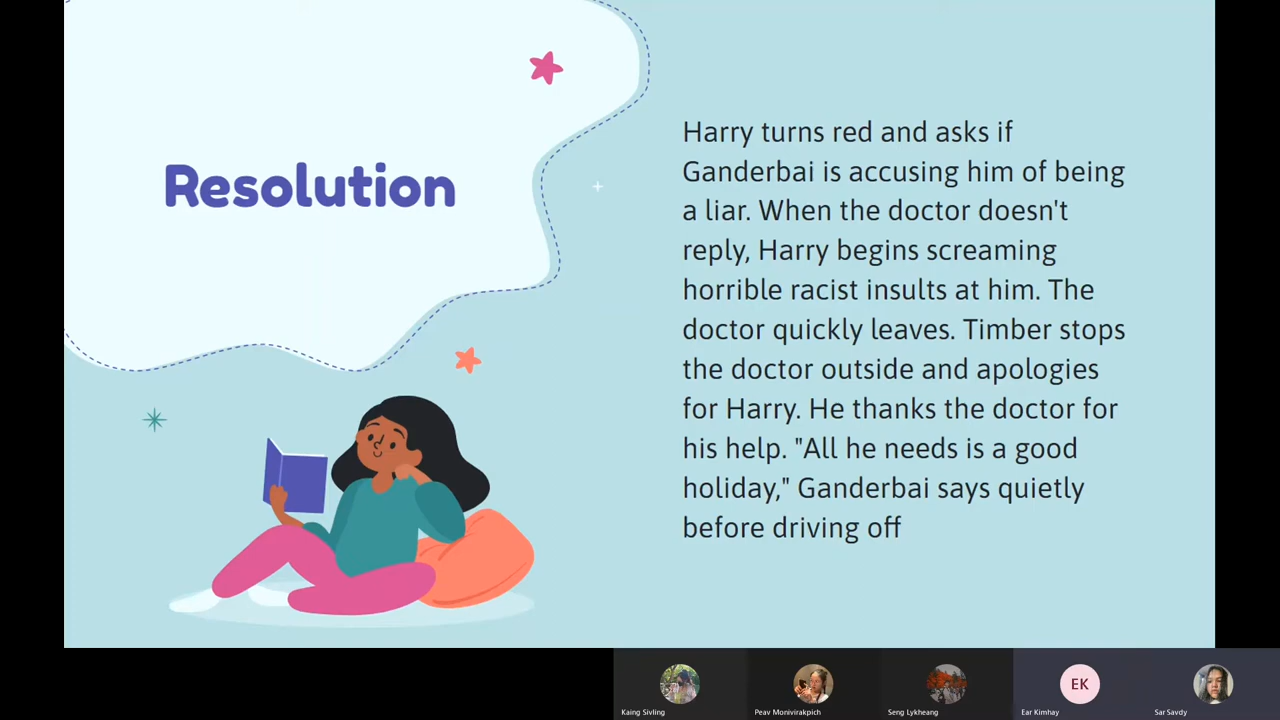 Resolution
Harry turns red and asks if
Ganderbai is accusing him of being
a liar. When the doctor doesn't
reply, Harry begins screaming
horrible racist insults at him. The
doctor quickly leaves. Timber stops
the doctor outside and apologies
for Harry. He thanks the doctor for
his help. "All he needs is a good
holiday," Ganderbai says quietly
before driving off
EK
Kaing Sivling
Peav Monivirakpich
Seng Lykheang
Ear Kimhay
Sar Savdy